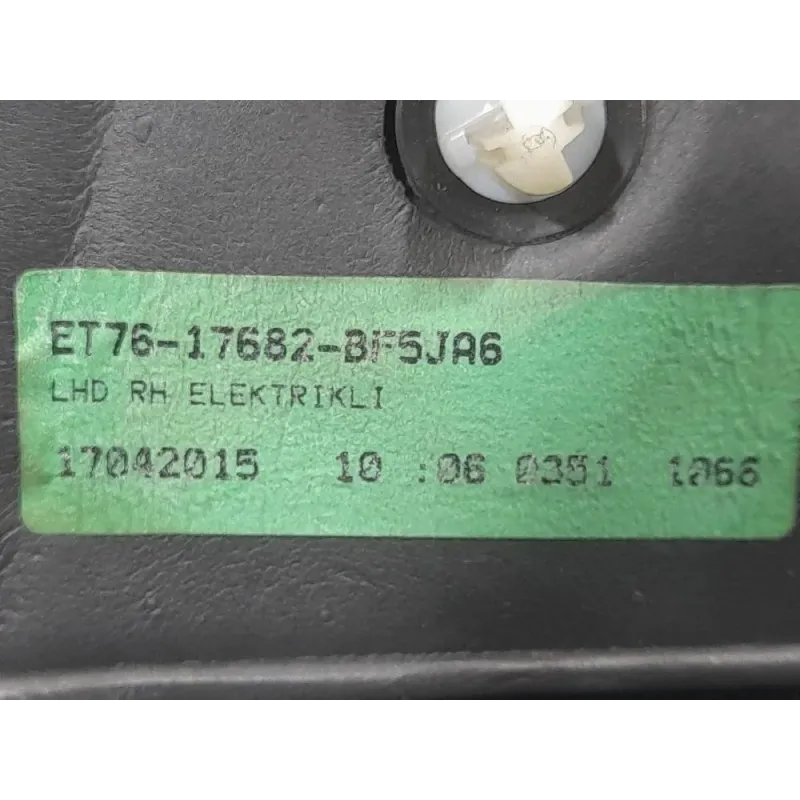 ET76-17682-BF5JA6
LHD RH ELEKTRIKLI
17042015 10 :06 0351 1066